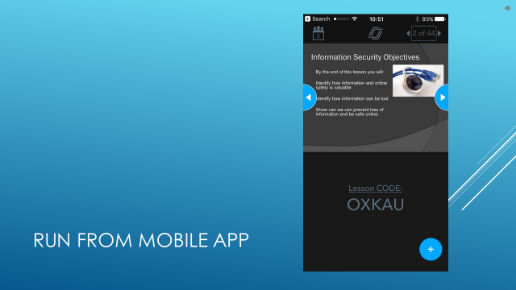 Search
10:51
93%
2 of 44
Information Security Objectives
By the end of this lesson you will:
Identify how information and online
safety is valuable
Identify how information can be lost
Show can we can prevent loss of
information and be safe online.
Lesson CODE:
OXKAU
RUN FROM MOBILE APP